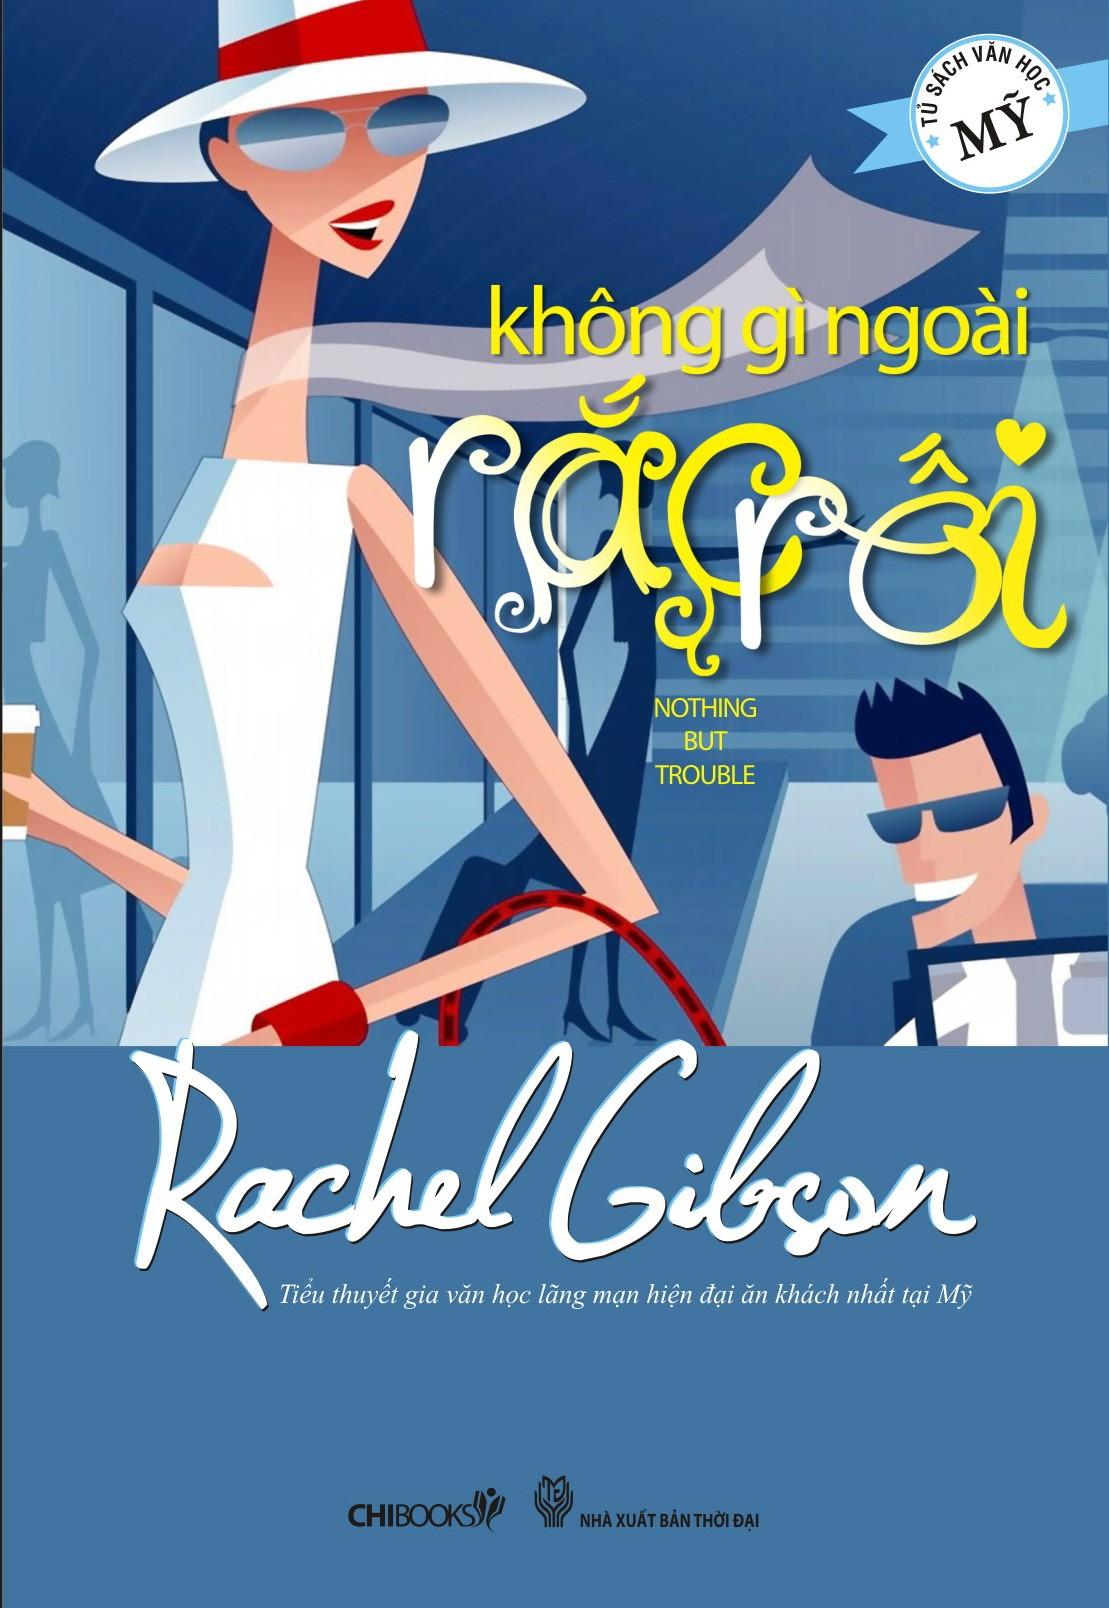 TỦ SÁCH VĂN HỌC
MỸ
không gì ngoài
rắc rối
NOTHING
BUT
TROUBLE
Rachel Gibson
Tiểu thuyết gia văn học lãng mạn hiện đại ăn khách nhất tại Mỹ
CHIBOOKS
NHÀ XUẤT BẢN THỜI ĐẠI